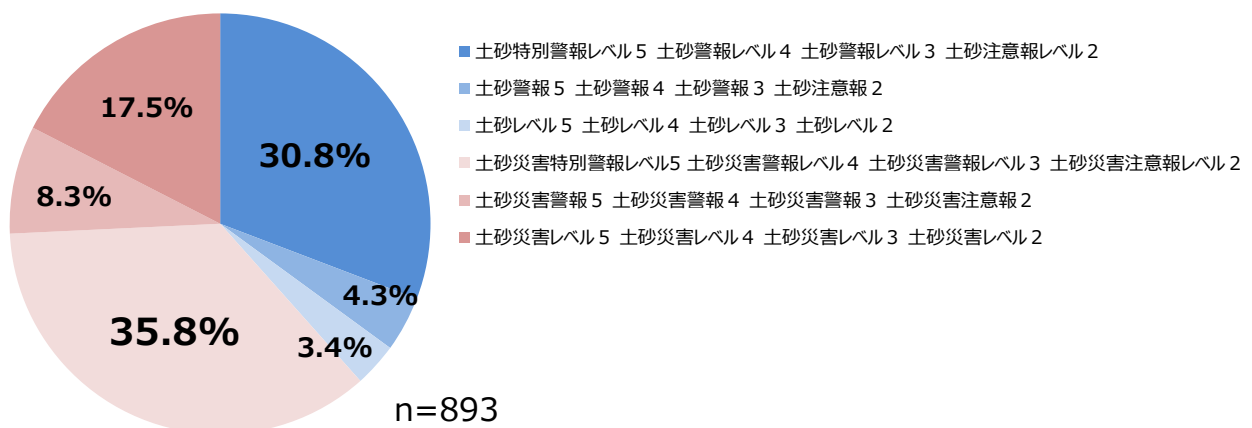 17.5%
30.8%
8.3%
4.3%
35.8%
3.4%
n=893
土砂特別警報レベル５ 土砂警報レベル４ 土砂警報レベル３ 土砂注意報レベル２
土砂警報５ 土砂警報４ 土砂警報３ 土砂注意報２
土砂レベル５ 土砂レベル４ 土砂レベル３ 土砂レベル２
土砂災害特別警報レベル5 土砂災害警報レベル４ 土砂災害警報レベル３ 土砂災害注意報レベル２
土砂災害警報５ 土砂災害警報４ 土砂災害警報３ 土砂災害注意報２
土砂災害レベル５ 土砂災害レベル４ 土砂災害レベル３ 土砂災害レベル２